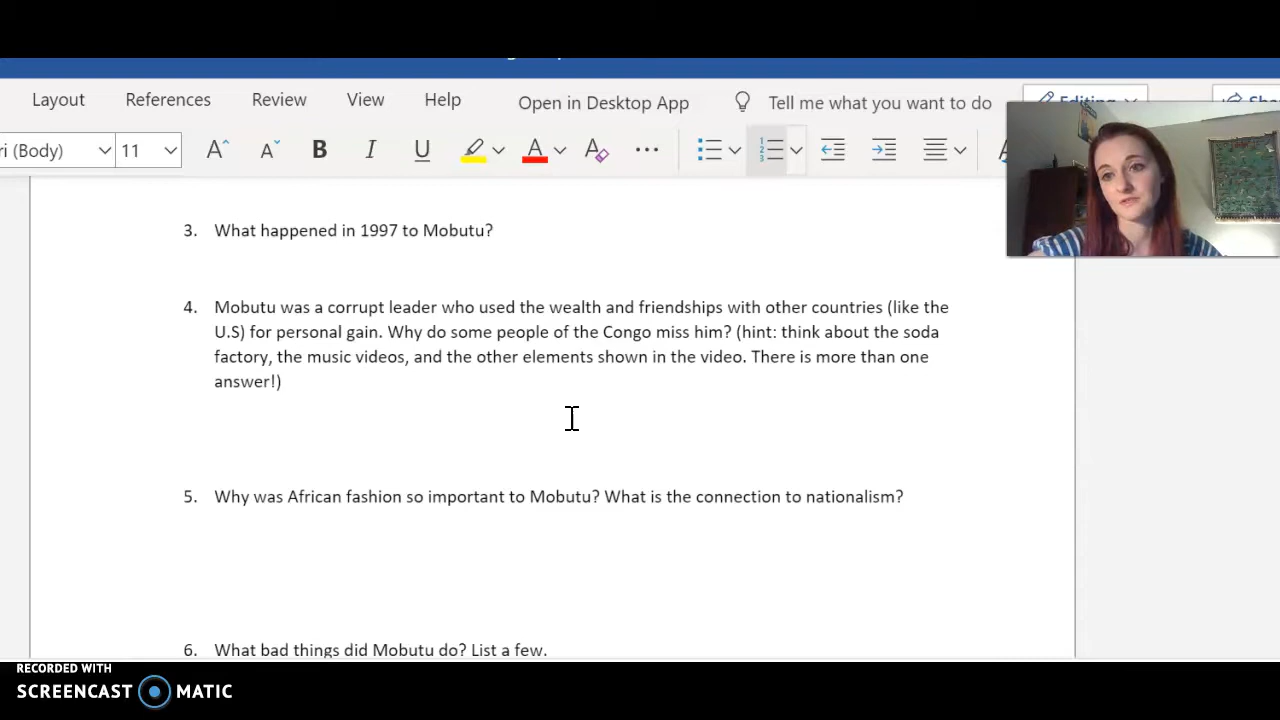 Layout References Review View Help Open in Desktop App Tell me what you want to do Editing
ri (Body) 11 B I U
3. What happened in 1997 to Mobutu?
4. Mobutu was a corrupt leader who used the wealth and friendships with other countries (like the
U.S) for personal gain. Why do some people of the Congo miss him? (hint: think about the soda
factory, the music videos, and the other elements shown in the video. There is more than one
answer!)
5. Why was African fashion so important to Mobutu? What is the connection to nationalism?
6. What bad things did Mobutu do? List a few.
RECORDED WITH
SCREENCAST MATIC